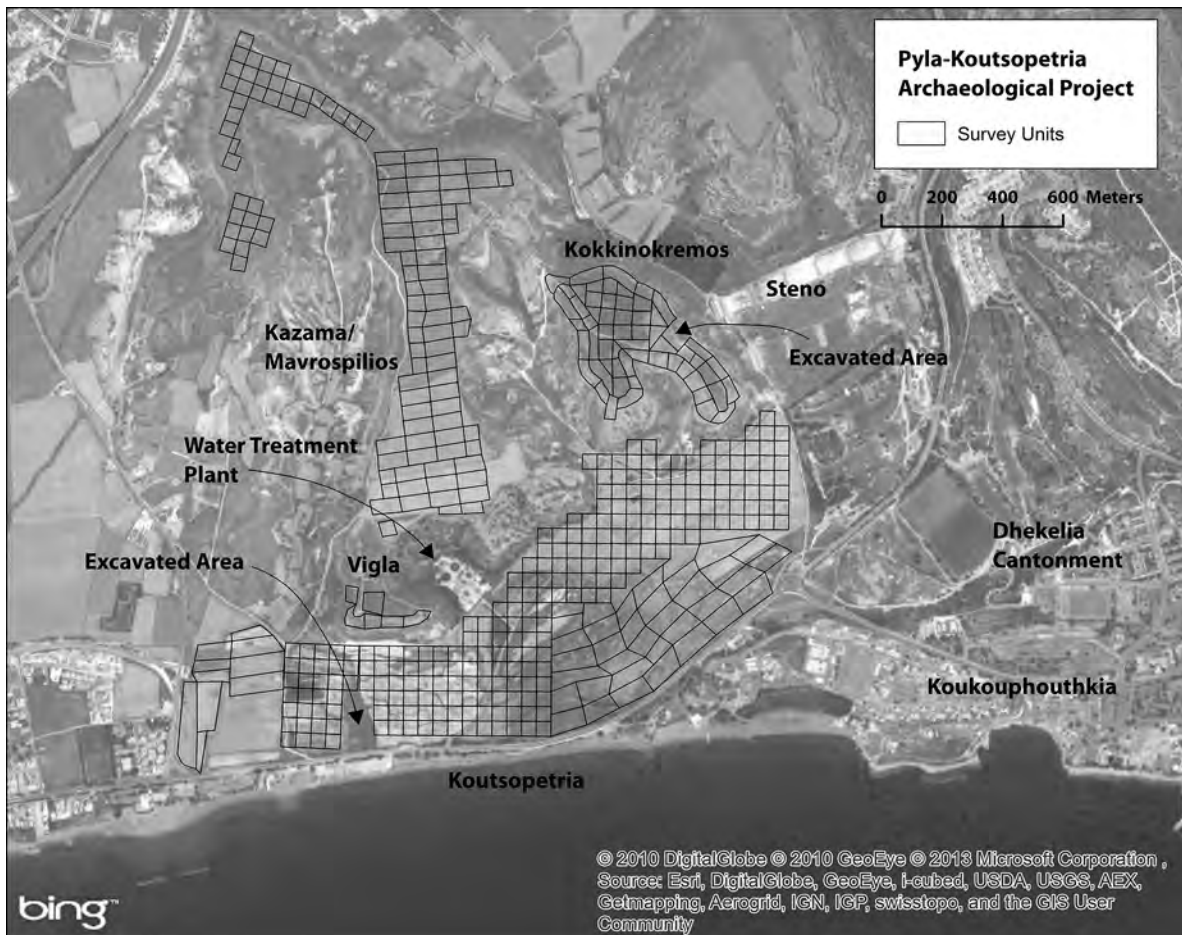 Pyla-Koutsopetria
Archaeological Project
Survey Units
0 200 400 600 Meters
Kokkinokremos
Steno
Excavated Area
Kazama/
Mavrospilios
Water Treatment
Plant
Excavated Area
Vigla
Dhekelia
Cantonment
Koukouphouthkia
Koutsopetria
© 2010 DigitalGlobe © 2010 GeoEye © 2013 Microsoft Corporation ,
Source: Esri, DigitalGlobe, GeoEye, i-cubed, USDA, USGS, AEX,
Getmapping, Aerogrid, IGN, IGP, swisstopo, and the GIS User
Community
bing™